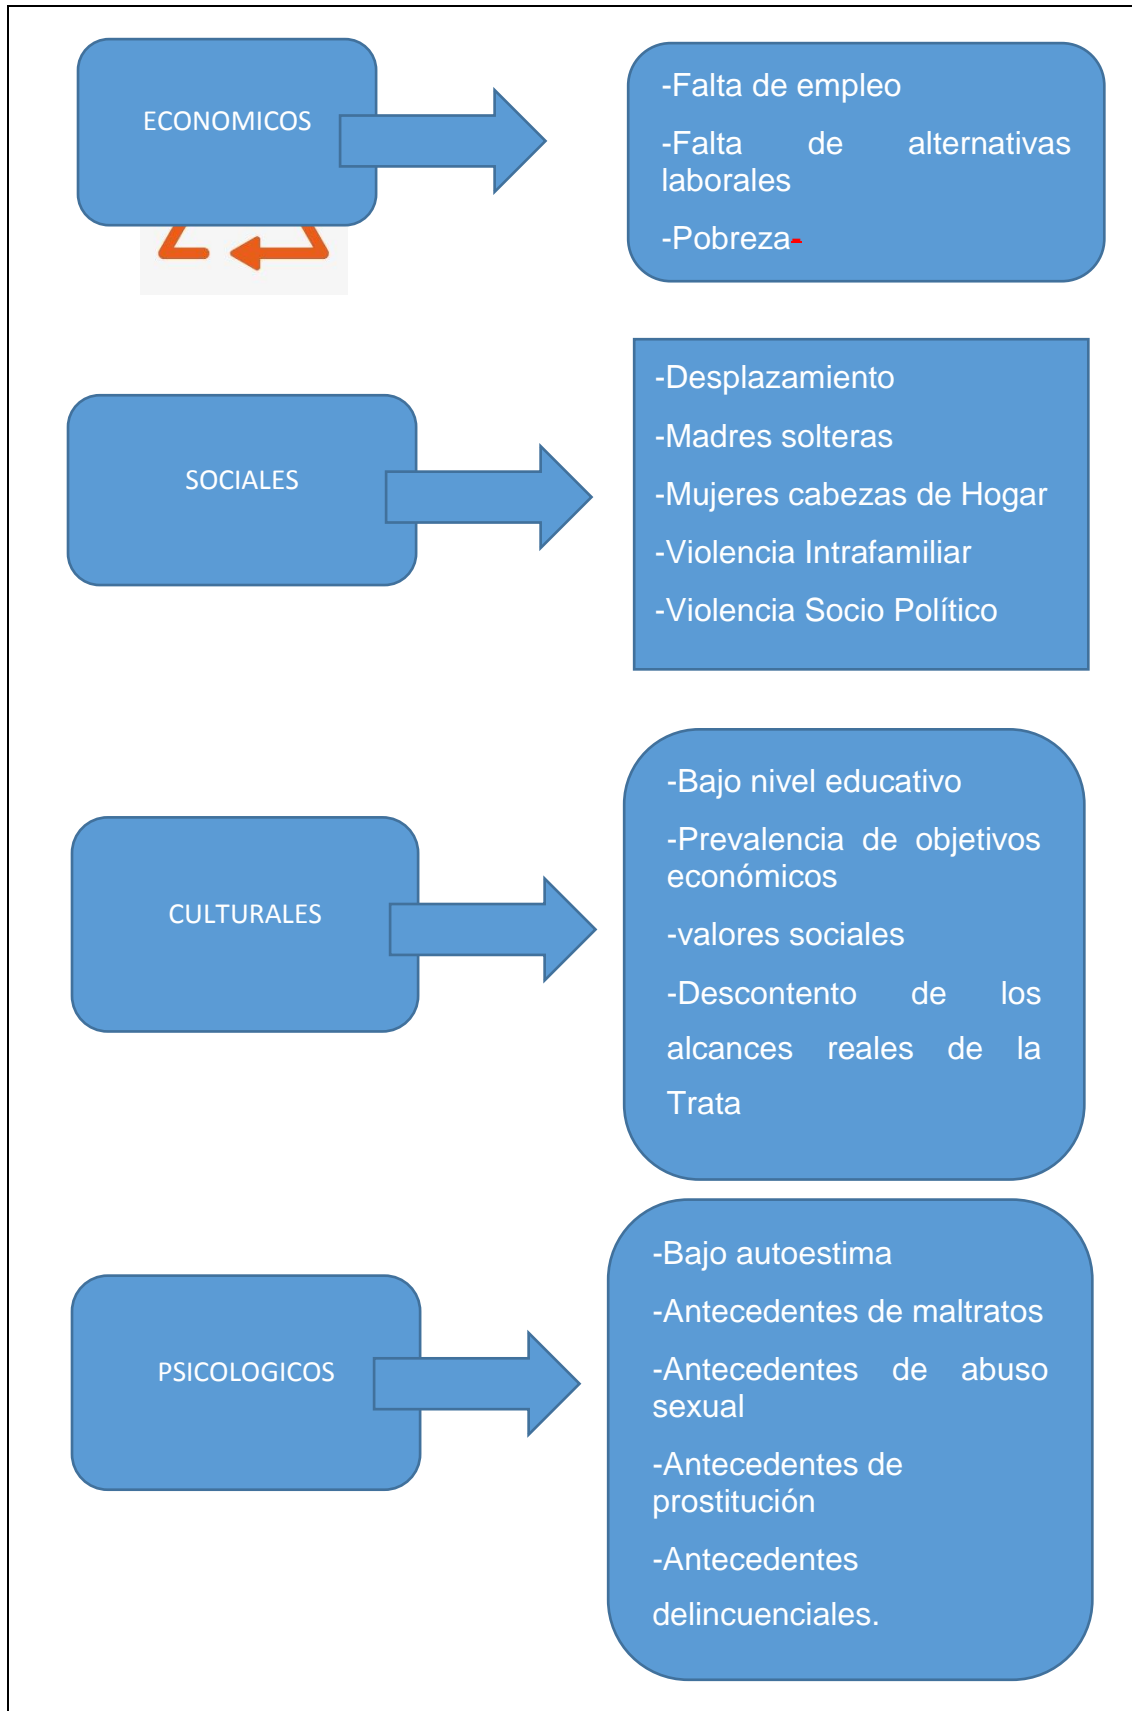 ECONOMICOS
-Falta de empleo
-Falta de alternativas
laborales
-Pobreza-
SOCIALES
-Desplazamiento
-Madres solteras
-Mujeres cabezas de Hogar
-Violencia Intrafamiliar
-Violencia Socio Político
CULTURALES
-Bajo nivel educativo
-Prevalencia de objetivos
económicos
-valores sociales
-Descontento de los
alcances reales de la
Trata
PSICOLOGICOS
-Bajo autoestima
-Antecedentes de maltratos
-Antecedentes de abuso
sexual
-Antecedentes de
prostitución
-Antecedentes
delincuenciales.